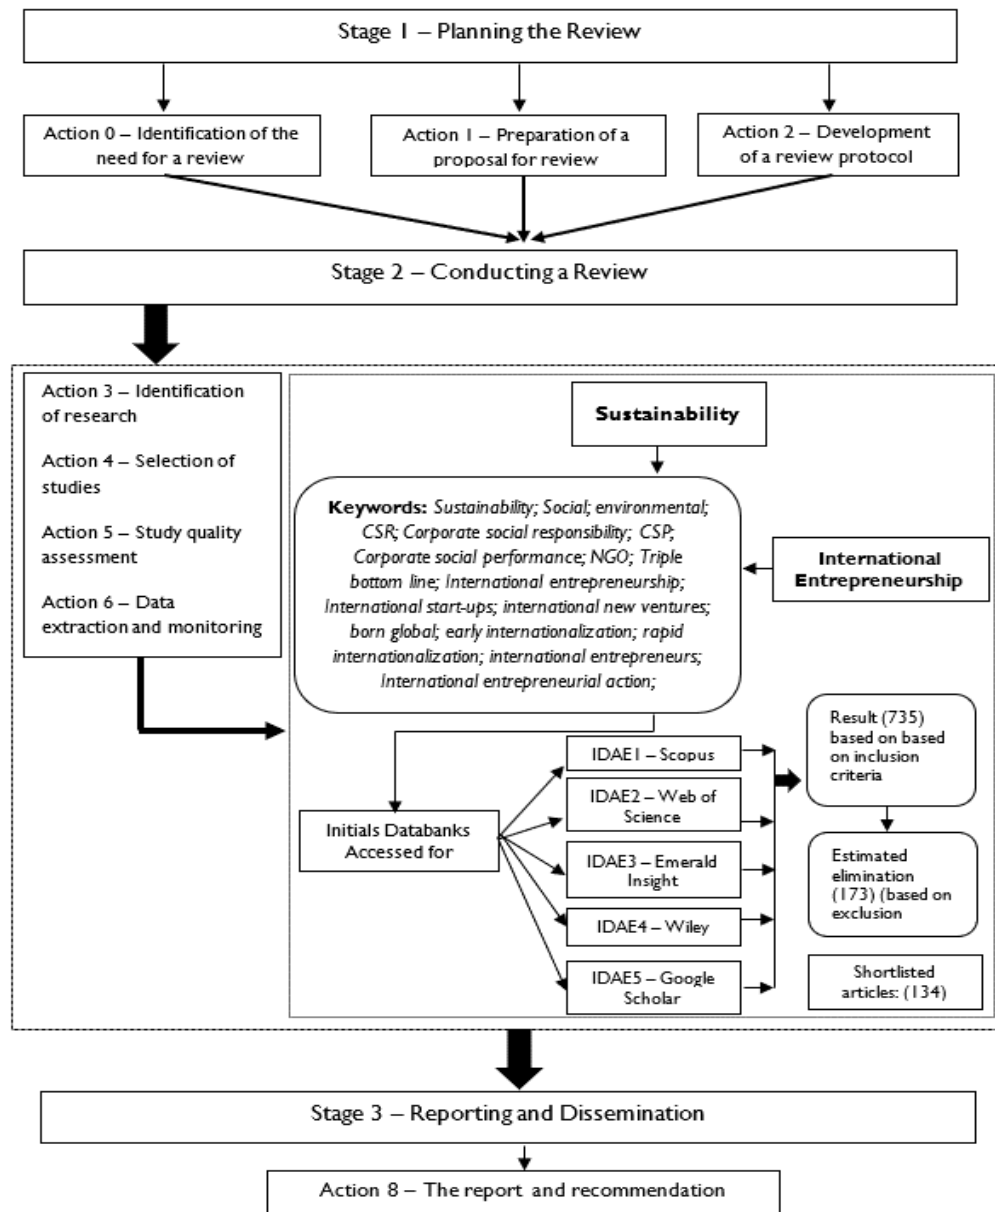 Stage 1 – Planning the Review
Action 0 – Identification of the
need for a review
Action 1 – Preparation of a
proposal for review
Action 2 – Development
of a review protocol
Stage 2 – Conducting a Review
Action 3 – Identification
of research
Action 4 – Selection of
studies
Action 5 – Study quality
assessment
Action 6 – Data
extraction and monitoring
Sustainability
Keywords: Sustainability; Social; environmental;
CSR; Corporate social responsibility; CSP;
Corporate social performance; NGO; Triple
bottom line; International entrepreneurship;
International start-ups; international new ventures;
born global; early internationalization; rapid
internationalization; international entrepreneurs;
International entrepreneurial action;
International
Entrepreneurship
Initials Databanks
Accessed for
IDAE1 – Scopus
IDAE2 – Web of
Science
IDAE3 – Emerald
Insight
IDAE4 – Wiley
IDAE5 – Google
Scholar
Result (735)
based on based
on inclusion
criteria
Estimated
elimination
(173) (based on
exclusion
Shortlisted
articles: (134)
Stage 3 – Reporting and Dissemination
Action 8 – The report and recommendation